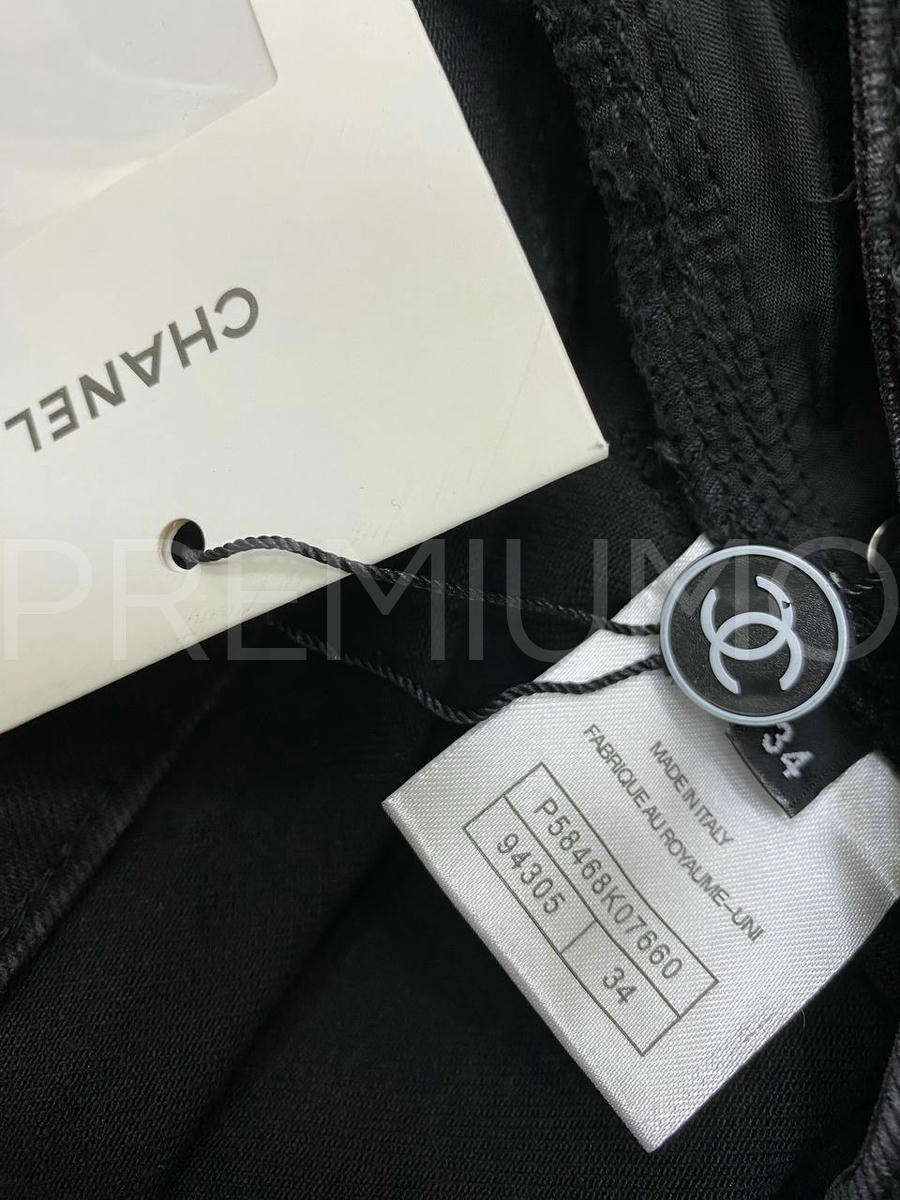 CHANEL
PREMIUMO
34
MADE IN ITALY
FABRIQUE AU ROYAUME-UNI
P58468K07660
94305 34